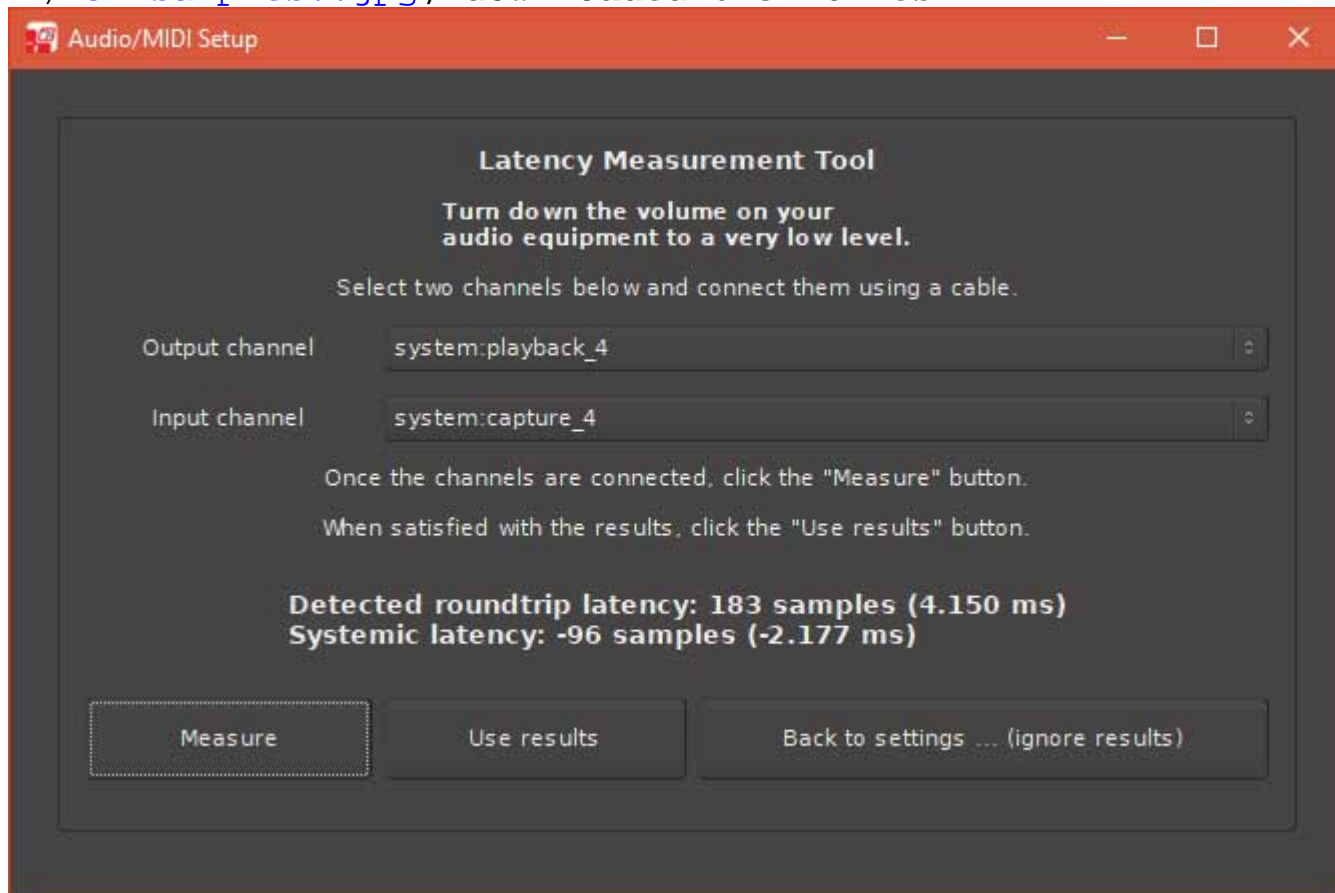 Audio/MIDI Setup
Latency Measurement Tool
Turn down the volume on your
audio equipment to a very low level.
Select two channels below and connect them using a cable.
Output channel system:playback_4
Input channel system:capture_4
Once the channels are connected, click the "Measure" button.
When satisfied with the results, click the "Use results" button.
Detected roundtrip latency: 183 samples (4.150 ms)
Systemic latency: -96 samples (-2.177 ms)
Measure Use results Back to settings ... (ignore results)